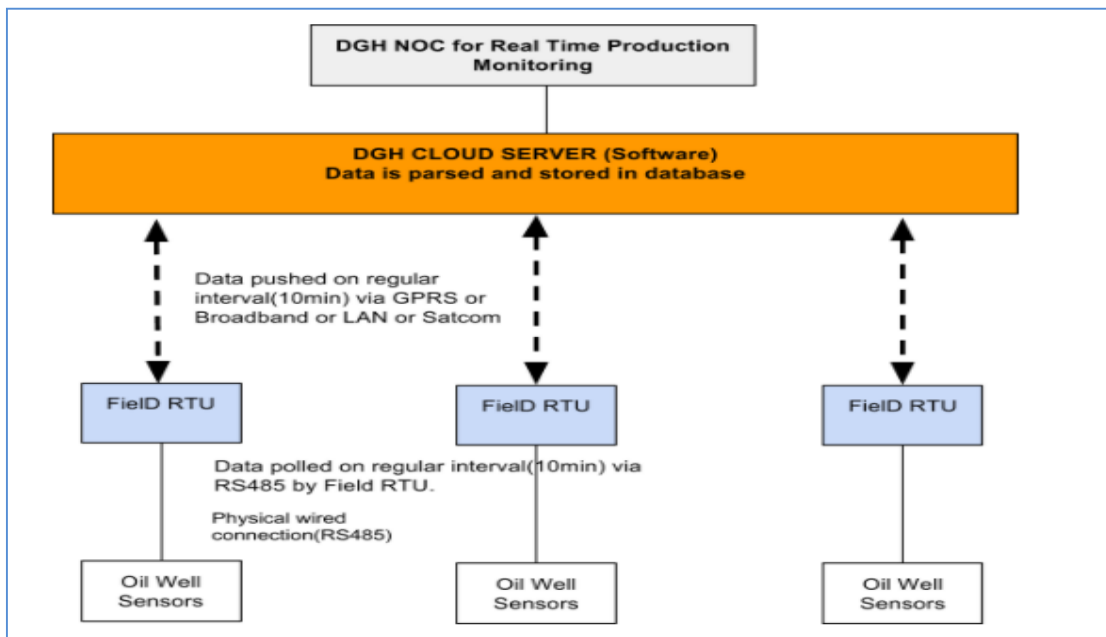 DGH NOC for Real Time Production
Monitoring
DGH CLOUD SERVER (Software)
Data is parsed and stored in database
Data pushed on regular
interval(10min) via GPRS or
Broadband or LAN or Satcom
FielD RTU
FielD RTU
FielD RTU
Data polled on regular interval(10min) via
RS485 by Field RTU.
Physical wired
connection(RS485)
Oil Well
Sensors
Oil Well
Sensors
Oil Well
Sensors